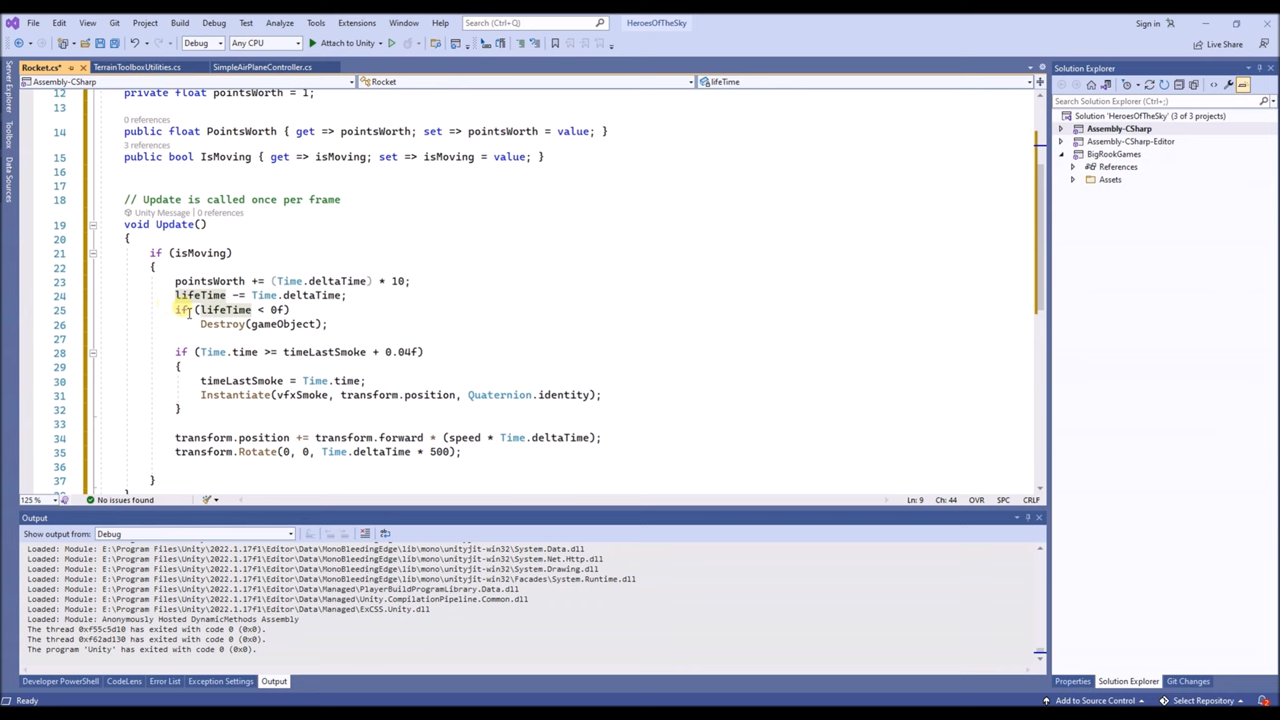 File Edit View Git Project Build Debug Test Analyze Tools Extensions Window Help Search (Ctrl+Q) HeroesOfTheSky Sign in
Debug Any CPU Attach to Unity Live Share
Server Explorer
Toolbox
Data Sources
Rocket.cs* TerrainToolboxUtilities.cs SimpleAirPlaneController.cs
Assembly-CSharp Rocket lifeTime
12 private float pointsWorth = 1;
13
0 references
14 public float PointsWorth { get => pointsWorth; set => pointsWorth = value; }
3 references
15 public bool IsMoving { get => isMoving; set => isMoving = value; }
16
17
18 // Update is called once per frame
Unity Message | 0 references
19 void Update()
20 {
21 if (isMoving)
22 {
23 pointsWorth += (Time.deltaTime) * 10;
24 lifeTime -= Time.deltaTime;
25 if (lifeTime < 0f)
26 Destroy(gameObject);
27
28 if (Time.time >= timeLastSmoke + 0.04f)
29 {
30 timeLastSmoke = Time.time;
31 Instantiate(vfxSmoke, transform.position, Quaternion.identity);
32 }
33
34 transform.position += transform.forward * (speed * Time.deltaTime);
35 transform.Rotate(0, 0, Time.deltaTime * 500);
36
37 }
125 % No issues found Ln: 9 Ch: 44 OVR SPC CRLF
Output
Show output from: Debug
Loaded: Module: E:\Program Files\Unity\2022.1.17f1\Editor\Data\MonoBleedingEdge\lib\mono\unityjit-win32\System.Data.dll
Loaded: Module: E:\Program Files\Unity\2022.1.17f1\Editor\Data\MonoBleedingEdge\lib\mono\unityjit-win32\System.Net.Http.dll
Loaded: Module: E:\Program Files\Unity\2022.1.17f1\Editor\Data\MonoBleedingEdge\lib\mono\unityjit-win32\System.Drawing.dll
Loaded: Module: E:\Program Files\Unity\2022.1.17f1\Editor\Data\MonoBleedingEdge\lib\mono\unityjit-win32\Facades\System.Runtime.dll
Loaded: Module: E:\Program Files\Unity\2022.1.17f1\Editor\Data\Managed\PlayerBuildProgramLibrary.Data.dll
Loaded: Module: E:\Program Files\Unity\2022.1.17f1\Editor\Data\Managed\UnityEditor.CompilationPipeline.Common.dll
Loaded: Module: E:\Program Files\Unity\2022.1.17f1\Editor\Data\Managed\ExCSS.Unity.dll
Loaded: Module: Anonymously Hosted DynamicMethods Assembly
The thread 0xf55c5d10 has exited with code 0 (0x0).
The thread 0xf62ad130 has exited with code 0 (0x0).
The program 'Unity' has exited with code 0 (0x0).
Developer PowerShell CodeLens Error List Exception Settings Output
Solution Explorer
Search Solution Explorer (Ctrl+;)
Solution 'HeroesOfTheSky' (3 of 3 projects)
Assembly-CSharp
Assembly-CSharp-Editor
BigRookGames
References
Assets
Properties Solution Explorer Git Changes
Ready Add to Source Control Select Repository